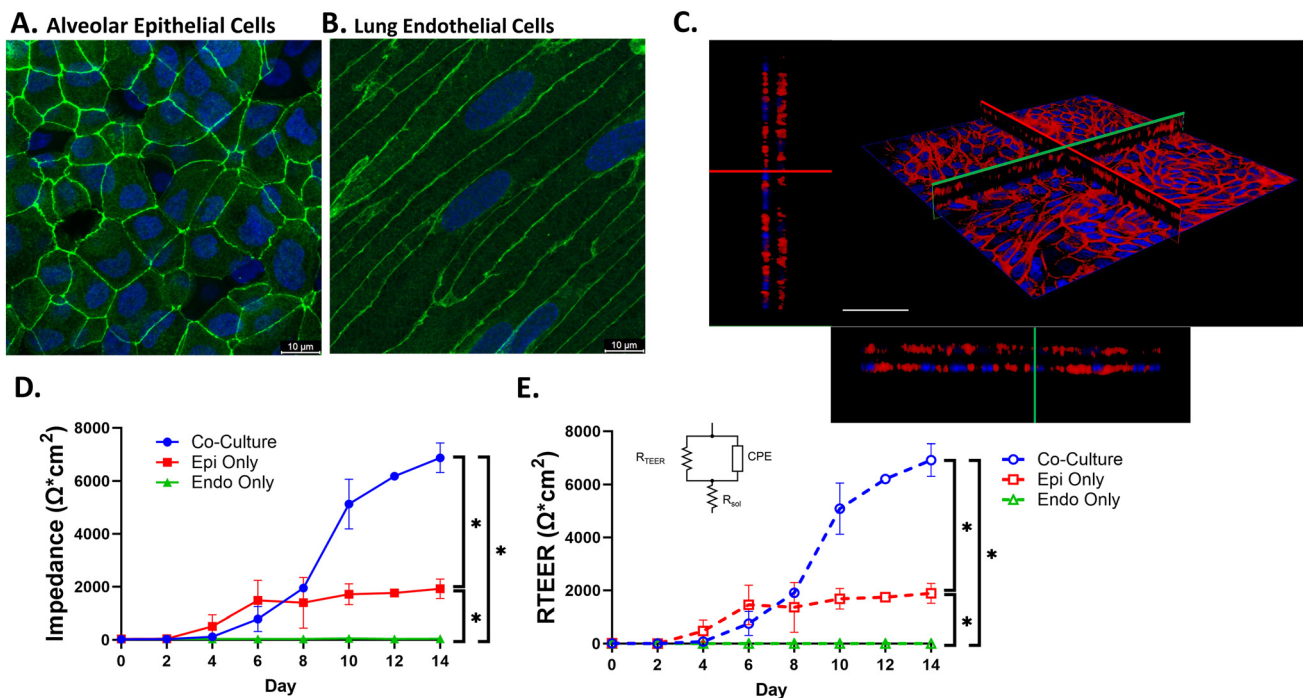 A. Alveolar Epithelial Cells
B. Lung Endothelial Cells
C.
10 µm
10 µm
D.
Impedance (Ω*cm²)
8000
6000
4000
2000
0
0 2 4 6 8 10 12 14
Day
Co-Culture
Epi Only
Endo Only
* * *
E.
RTEER (Ω*cm²)
8000
6000
4000
2000
0
0 2 4 6 8 10 12 14
Day
R_TEER
CPE
R_sol
Co-Culture
Epi Only
Endo Only
* * *